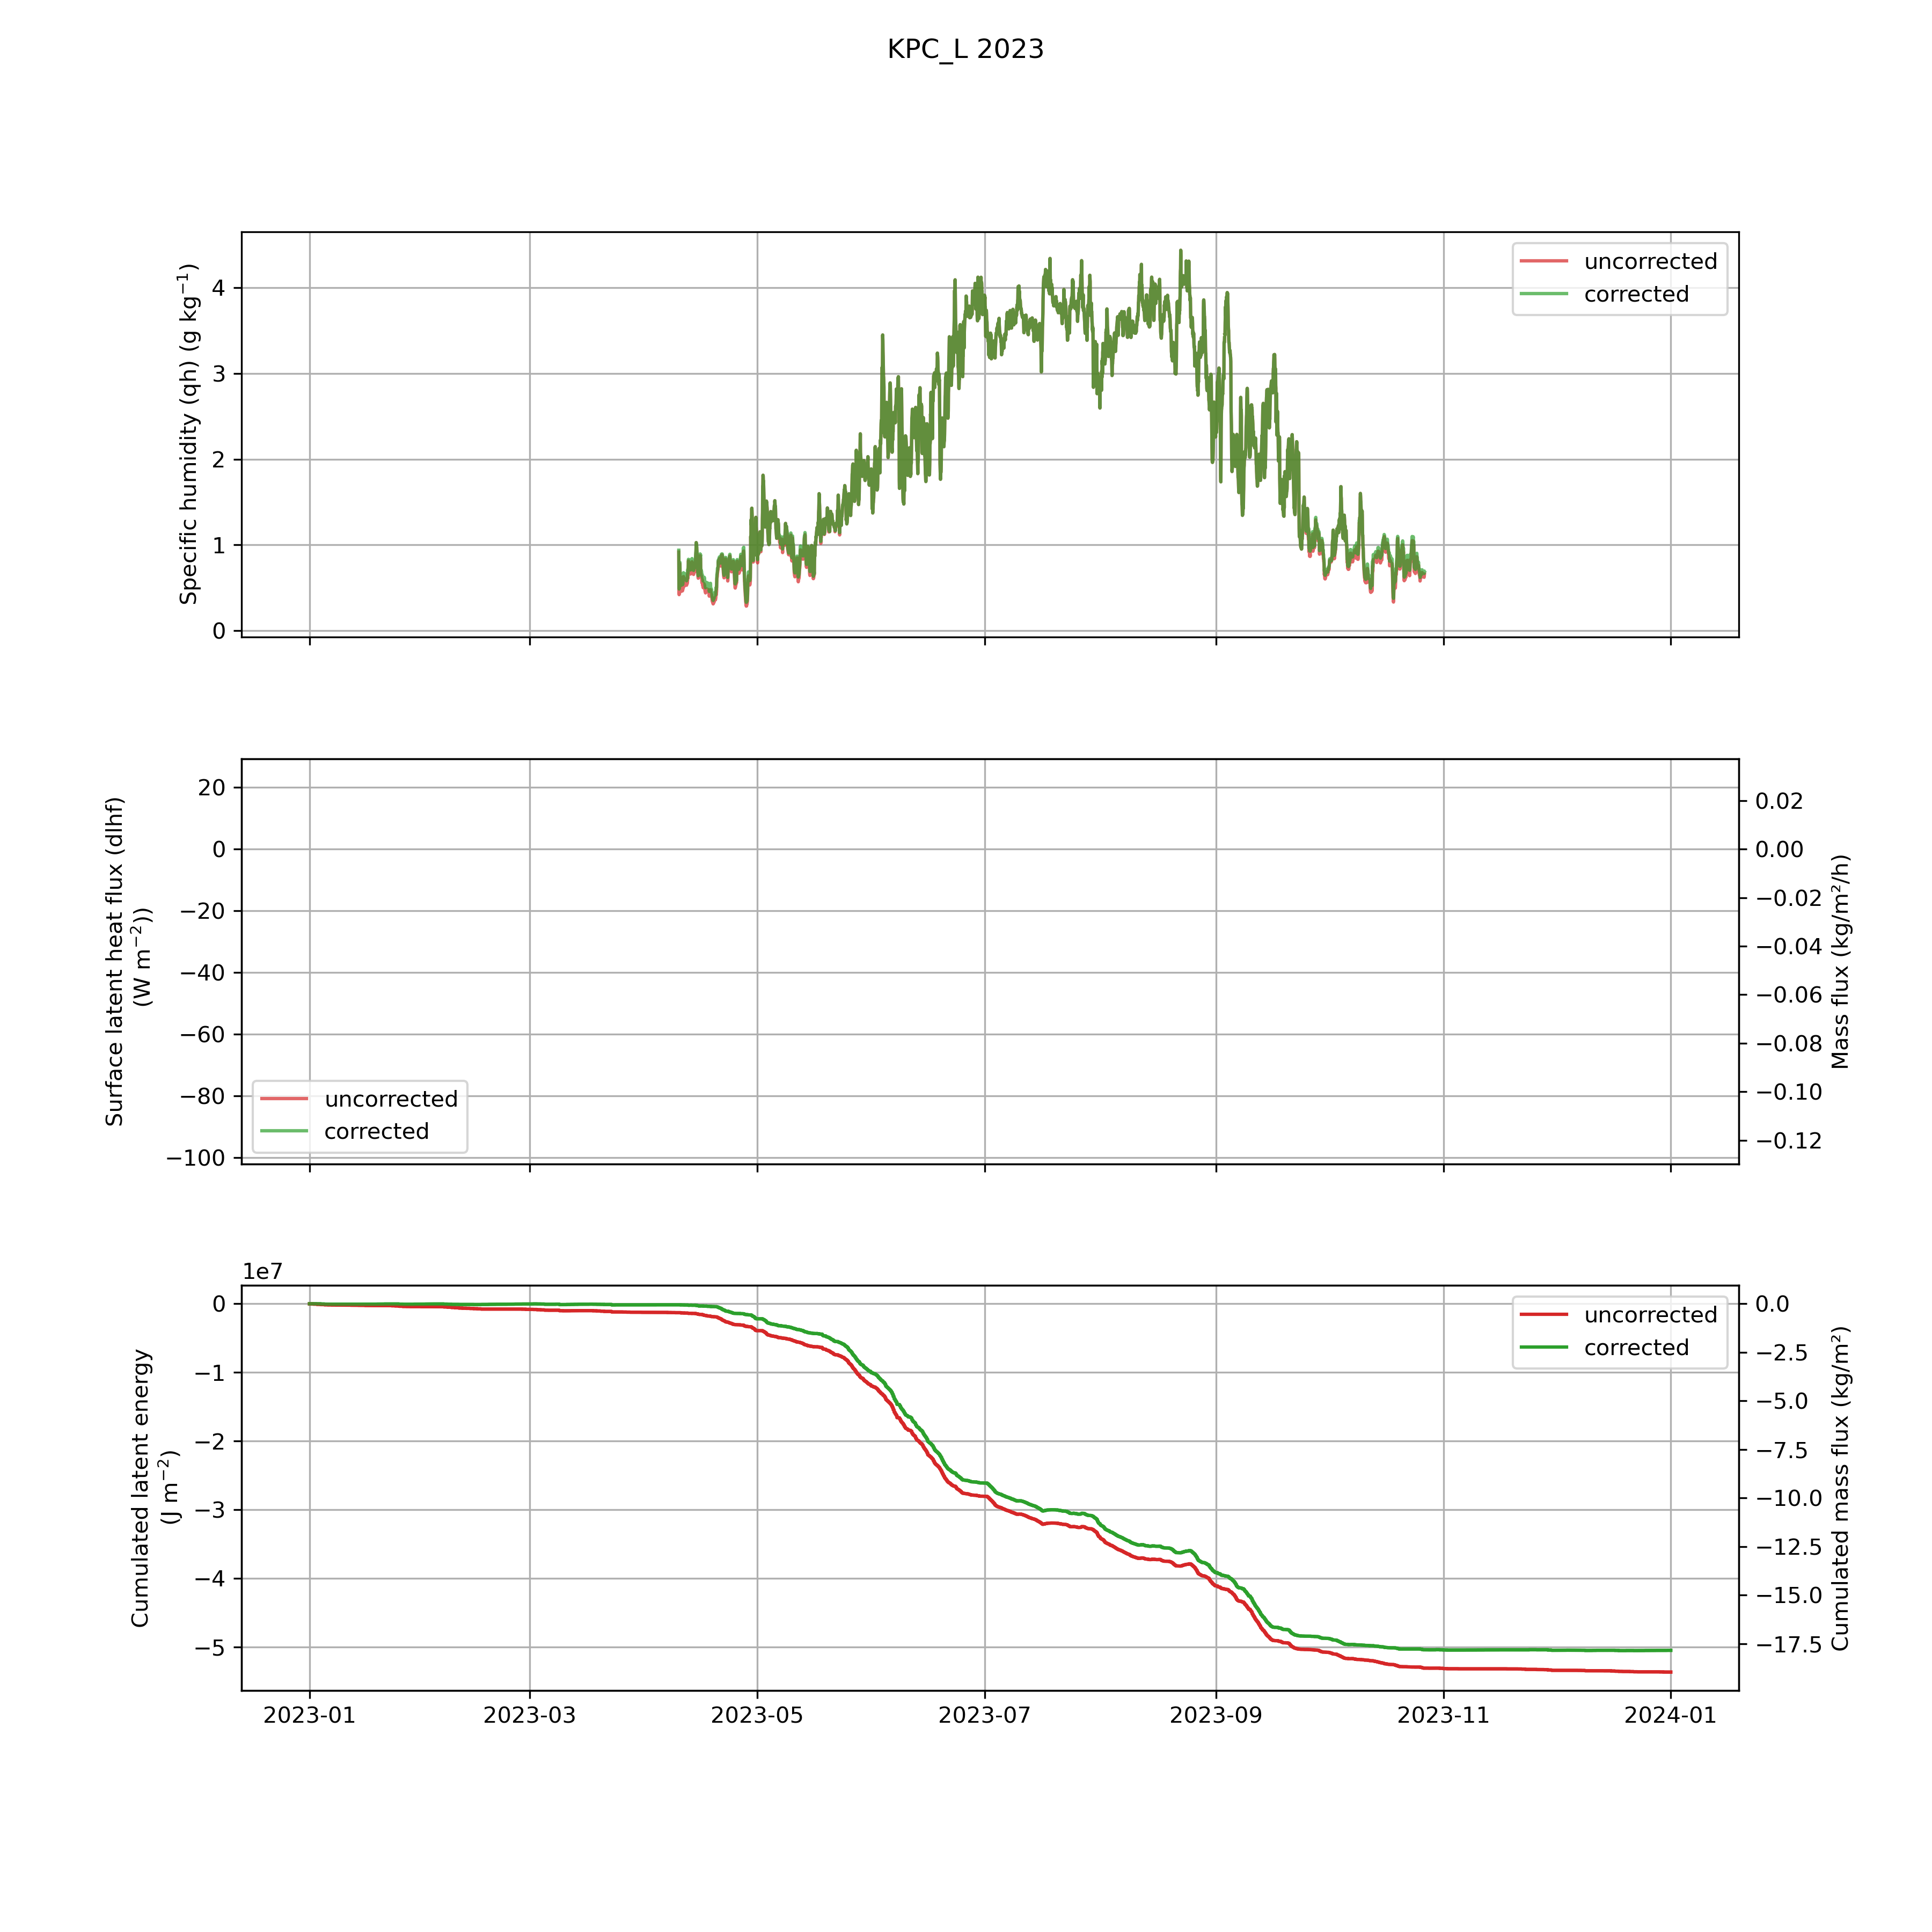 KPC_L 2023
Specific humidity (qh) (g kg⁻¹)
4
3
2
1
0
uncorrected
corrected
Surface latent heat flux (dlhf)
(W m⁻²))
20
0
−20
−40
−60
−80
−100
uncorrected
corrected
0.02
0.00
−0.02
−0.04
−0.06
−0.08
−0.10
−0.12
Mass flux (kg/m²/h)
1e7
Cumulated latent energy
(J m⁻²)
0
−1
−2
−3
−4
−5
uncorrected
corrected
0.0
−2.5
−5.0
−7.5
−10.0
−12.5
−15.0
−17.5
Cumulated mass flux (kg/m²)
2023-01 2023-03 2023-05 2023-07 2023-09 2023-11 2024-01